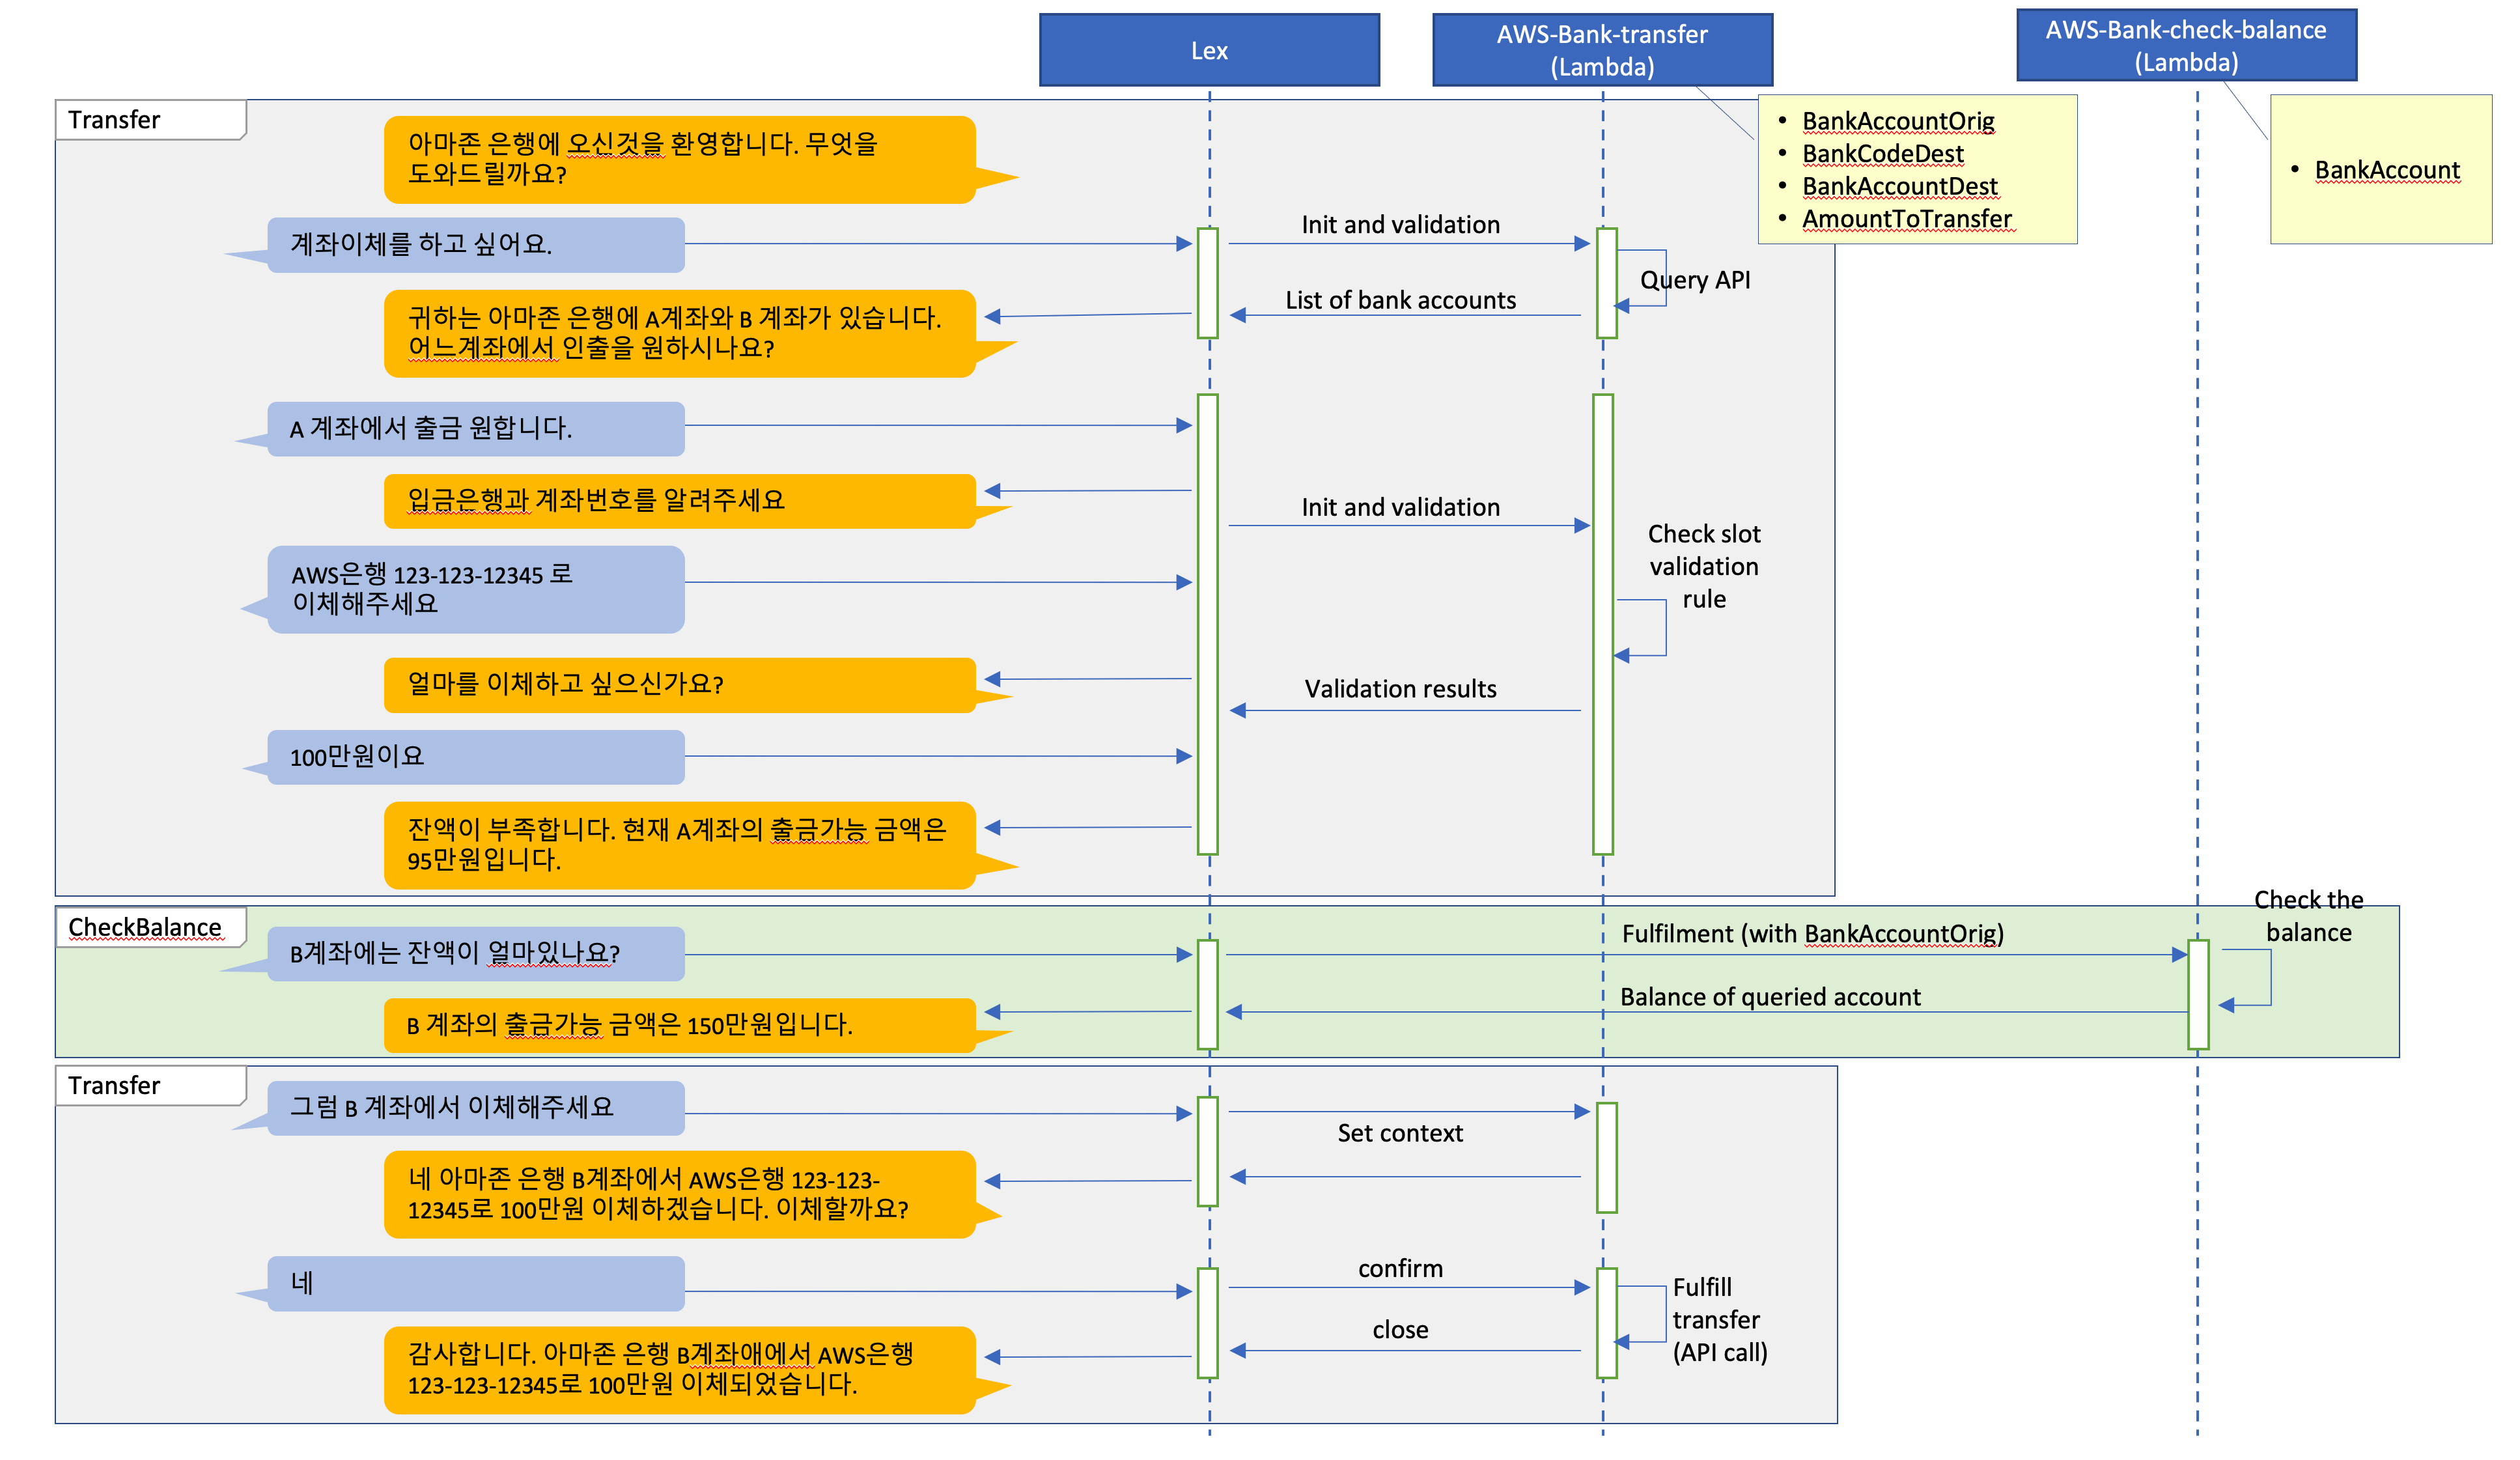 Lex
AWS-Bank-transfer
(Lambda)
AWS-Bank-check-balance
(Lambda)
Transfer
• BankAccountOrig
• BankCodeDest
• BankAccountDest
• AmountToTransfer
• BankAccount
아마존 은행에 오신것을 환영합니다. 무엇을
도와드릴까요?
계좌이체를 하고 싶어요.
Init and validation
Query API
List of bank accounts
귀하는 아마존 은행에 A계좌와 B 계좌가 있습니다.
어느계좌에서 인출을 원하시나요?
A 계좌에서 출금 원합니다.
입금은행과 계좌번호를 알려주세요
Init and validation
Check slot
validation
rule
AWS은행 123-123-12345 로
이체해주세요
얼마를 이체하고 싶으신가요?
Validation results
100만원이요
잔액이 부족합니다. 현재 A계좌의 출금가능 금액은
95만원입니다.
CheckBalance
B계좌에는 잔액이 얼마있나요?
Fulfilment (with BankAccountOrig)
Check the
balance
Balance of queried account
B 계좌의 출금가능 금액은 150만원입니다.
Transfer
그럼 B 계좌에서 이체해주세요
Set context
네 아마존 은행 B계좌에서 AWS은행 123-123-
12345로 100만원 이체하겠습니다. 이체할까요?
네
confirm
Fulfill
transfer
(API call)
close
감사합니다. 아마존 은행 B계좌애에서 AWS은행
123-123-12345로 100만원 이체되었습니다.